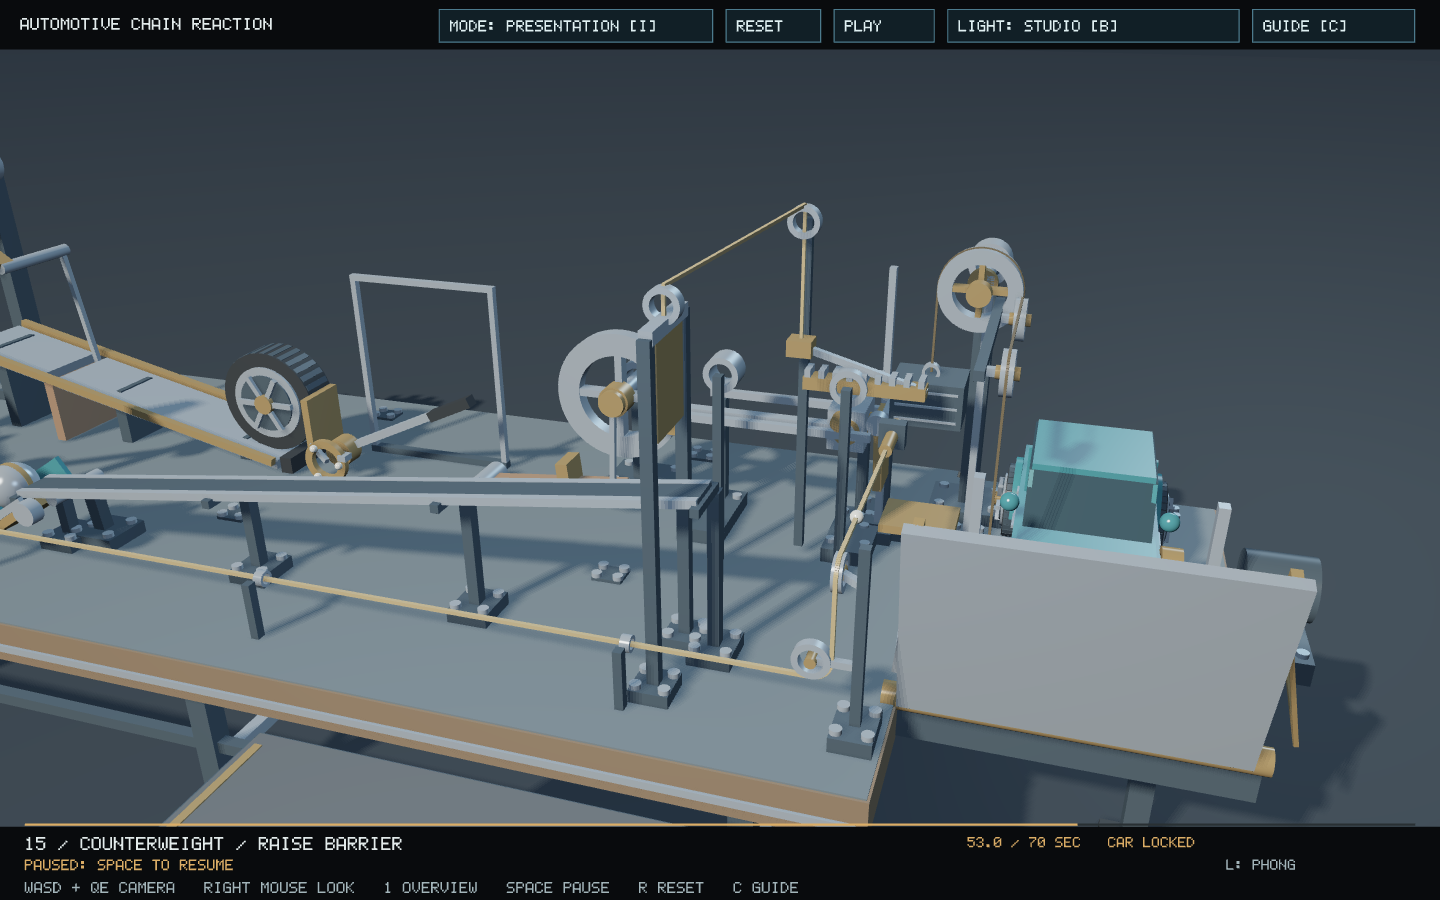 AUTOMOTIVE CHAIN REACTION
MODE: PRESENTATION [I]
RESET
PLAY
LIGHT: STUDIO [B]
GUIDE [C]
15 / COUNTERWEIGHT / RAISE BARRIER
53.0 / 70 SEC CAR LOCKED
PAUSED: SPACE TO RESUME
L: PHONG
WASD + QE CAMERA RIGHT MOUSE LOOK 1 OVERVIEW SPACE PAUSE R RESET C GUIDE